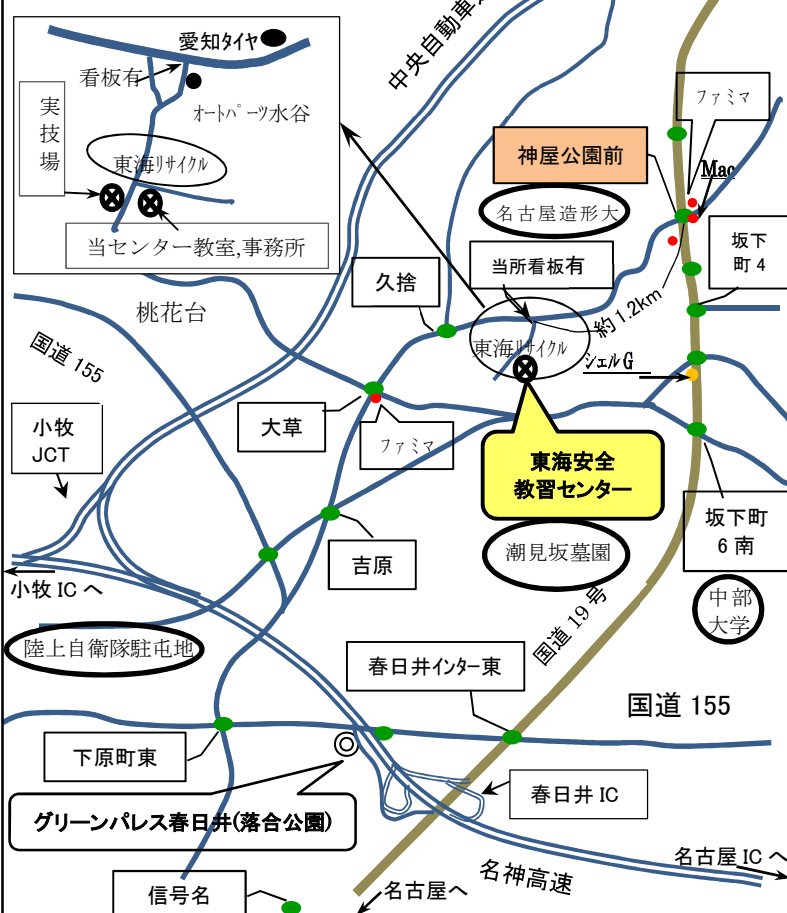 愛知タイヤ
看板有
オートパーツ水谷
実技場
東海リサイクル
当センター教室,事務所
中央自動車道
ファミマ
神屋公園前
Mac
名古屋造形大
坂下
町 4
当所看板有
久捨
約 1.2km
桃花台
国道 155
東海リサイクル
シェルG
大草
ファミマ
小牧
JCT
東海安全
教習センター
坂下町
6 南
吉原
潮見坂墓園
小牧 IC へ
中部
大学
国道 19 号
陸上自衛隊駐屯地
春日井インター東
国道 155
下原町東
春日井 IC
グリーンパレス春日井(落合公園)
名古屋 IC へ
名神高速
名古屋へ
信号名